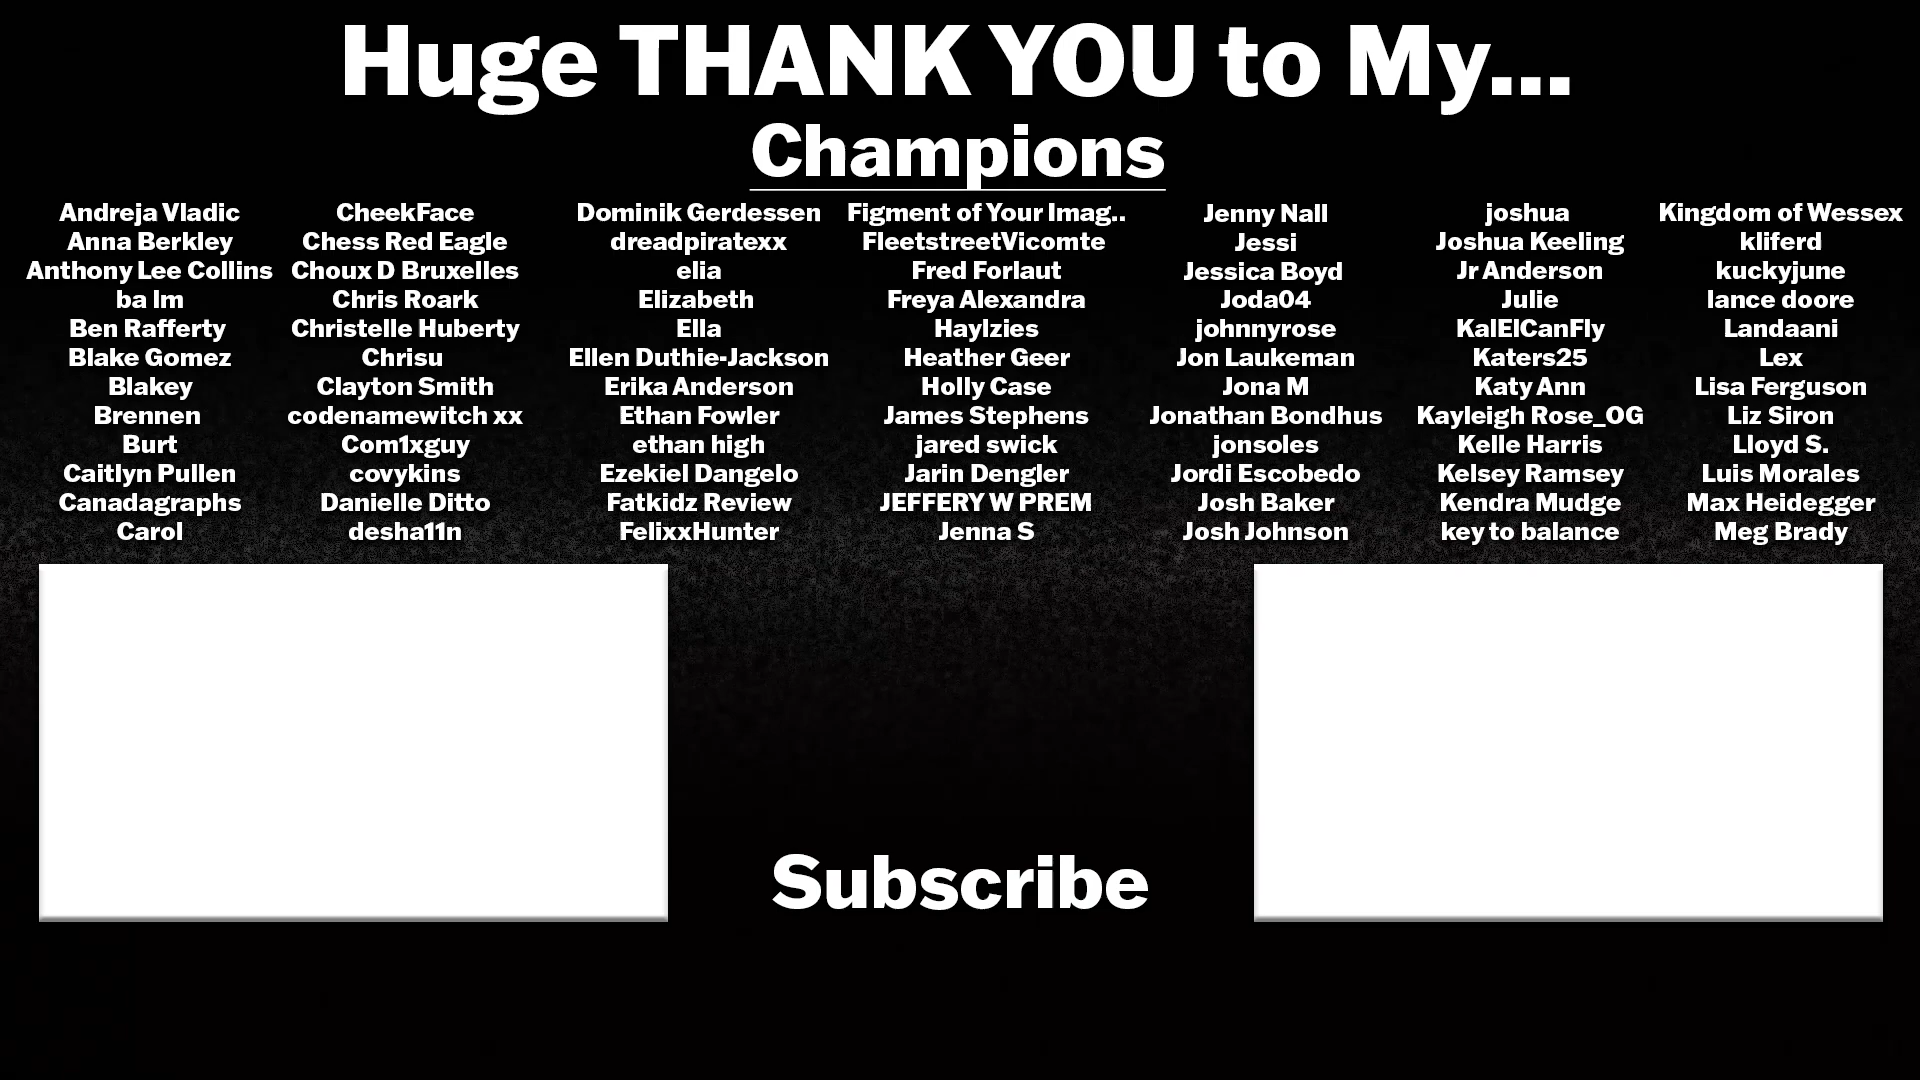 Huge THANK YOU to My...
Champions
Andreja Vladic
Anna Berkley
Anthony Lee Collins
ba lm
Ben Rafferty
Blake Gomez
Blakey
Brennen
Burt
Caitlyn Pullen
Canadagraphs
Carol
CheekFace
Chess Red Eagle
Choux D Bruxelles
Chris Roark
Christelle Huberty
Chrisu
Clayton Smith
codenamewitch xx
Com1xguy
covykins
Danielle Ditto
desha11n
Dominik Gerdessen
dreadpiratexx
elia
Elizabeth
Ella
Ellen Duthie-Jackson
Erika Anderson
Ethan Fowler
ethan high
Ezekiel Dangelo
Fatkidz Review
FelixxHunter
Figment of Your Imag..
FleetstreetVicomte
Fred Forlaut
Freya Alexandra
Haylzies
Heather Geer
Holly Case
James Stephens
jared swick
Jarin Dengler
JEFFERY W PREM
Jenna S
Jenny Nall
Jessi
Jessica Boyd
Joda04
johnnyrose
Jon Laukeman
Jona M
Jonathan Bondhus
jonsoles
Jordi Escobedo
Josh Baker
Josh Johnson
joshua
Joshua Keeling
Jr Anderson
Julie
KalElCanFly
Katers25
Katy Ann
Kayleigh Rose_OG
Kelle Harris
Kelsey Ramsey
Kendra Mudge
key to balance
Kingdom of Wessex
kliferd
kuckyjune
lance doore
Landaani
Lex
Lisa Ferguson
Liz Siron
Lloyd S.
Luis Morales
Max Heidegger
Meg Brady
Subscribe